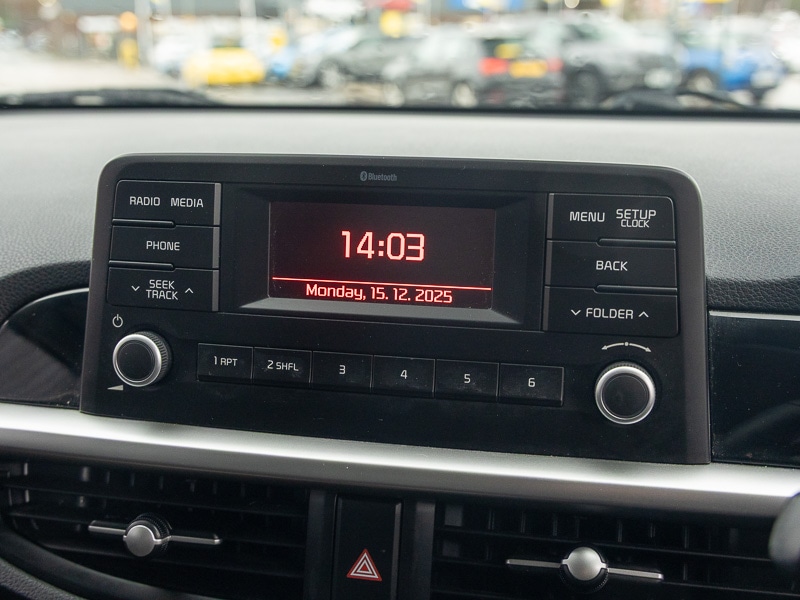 Bluetooth
RADIO MEDIA
PHONE
SEEK
TRACK
14:03
Monday, 15. 12. 2025
MENU SETUP
CLOCK
BACK
FOLDER
1 RPT 2 SHFL 3 4 5 6